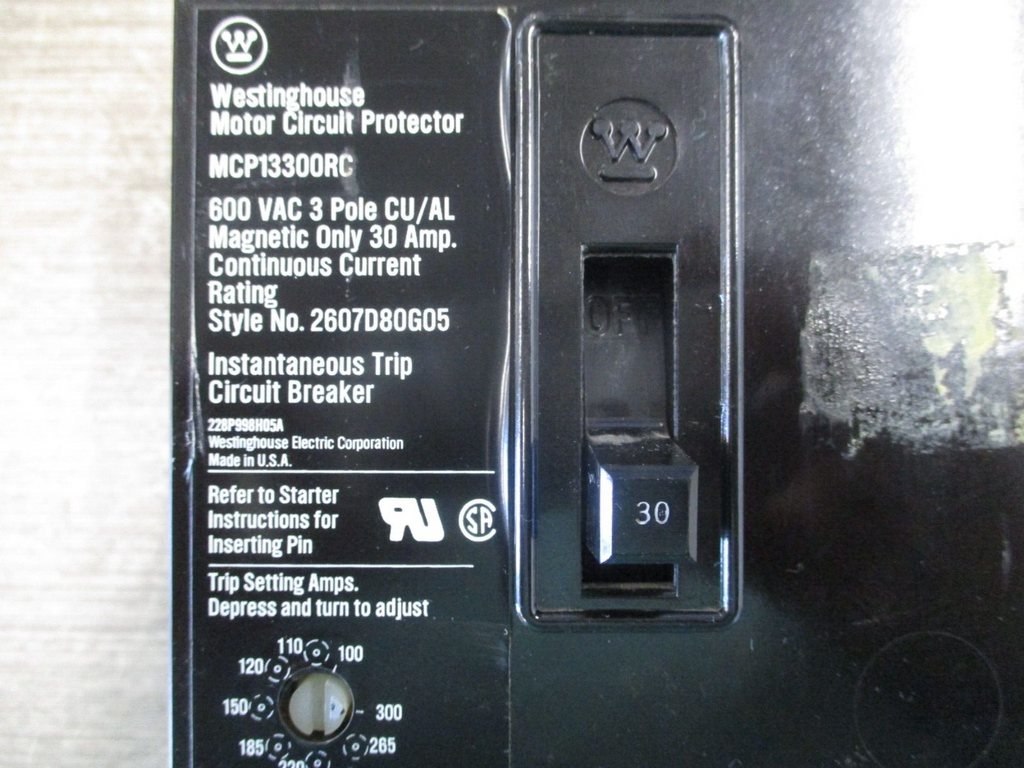 W
Westinghouse
Motor Circuit Protector
MCP13300RC
600 VAC 3 Pole CU/AL
Magnetic Only 30 Amp.
Continuous Current
Rating
Style No. 2607D80G05
Instantaneous Trip
Circuit Breaker
228P998H05A
Westinghouse Electric Corporation
Made in U.S.A.
Refer to Starter
Instructions for
Inserting Pin
Trip Setting Amps.
Depress and turn to adjust
110 100
120
150 300
185 265
W
OFF
30